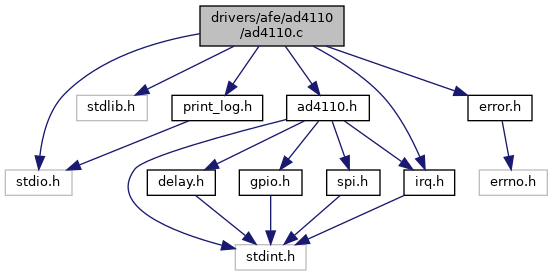 drivers/afe/ad4110
/ad4110.c
stdlib.h
print_log.h
ad4110.h
error.h
stdio.h
delay.h
gpio.h
spi.h
irq.h
errno.h
stdint.h